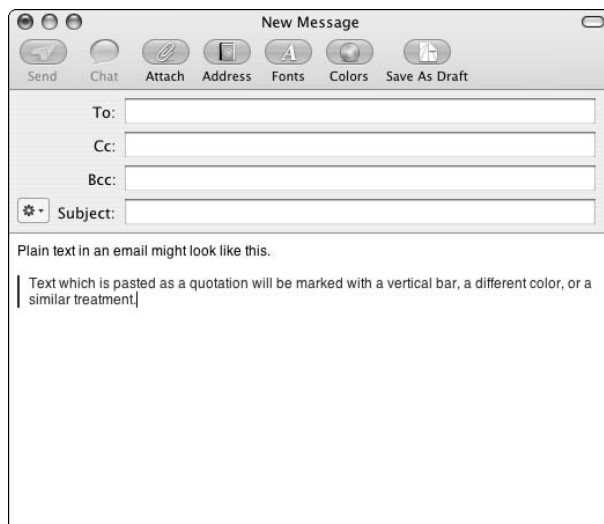 New Message
Send Chat Attach Address Fonts Colors Save As Draft
To:
Cc:
Bcc:
Subject:
Plain text in an email might look like this.
Text which is pasted as a quotation will be marked with a vertical bar, a different color, or a
similar treatment.